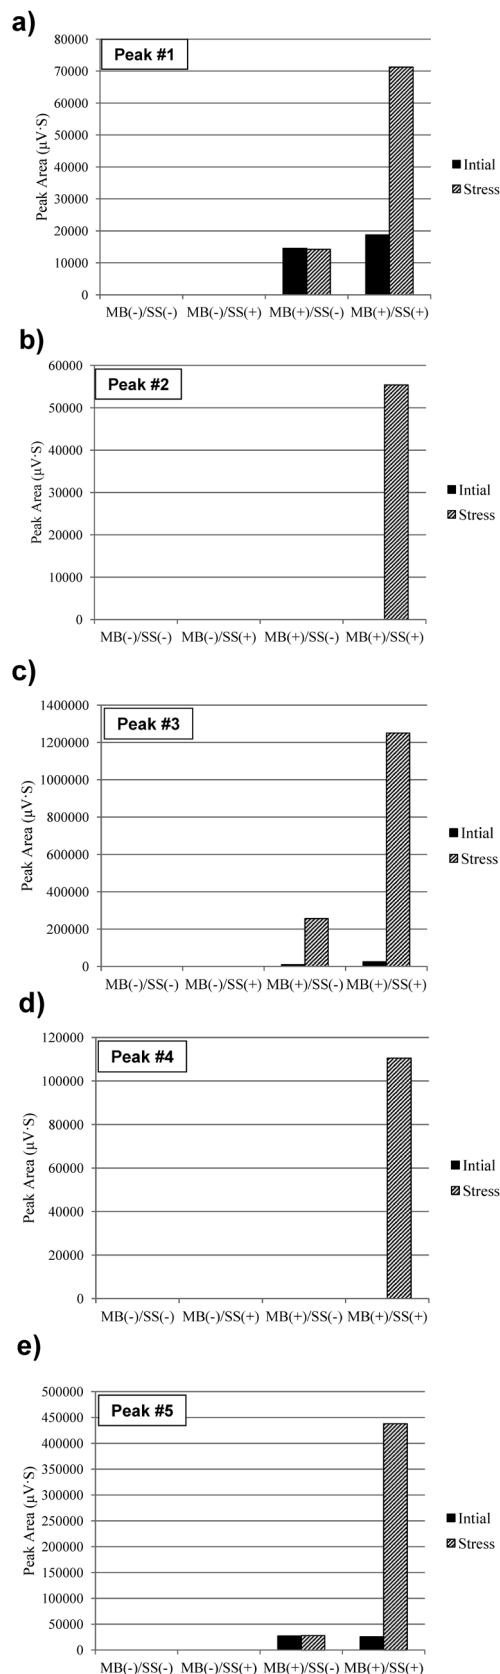 a)
Peak #1
80000
70000
60000
50000
40000
30000
20000
10000
0
Peak Area (µV·S)
MB(-)/SS(-) MB(-)/SS(+) MB(+)/SS(-) MB(+)/SS(+)
Intial
Stress
b)
Peak #2
60000
50000
40000
30000
20000
10000
0
Peak Area (µV·S)
MB(-)/SS(-) MB(-)/SS(+) MB(+)/SS(-) MB(+)/SS(+)
Intial
Stress
c)
Peak #3
1400000
1200000
1000000
800000
600000
400000
200000
0
Peak Area (µV·S)
MB(-)/SS(-) MB(-)/SS(+) MB(+)/SS(-) MB(+)/SS(+)
Intial
Stress
d)
Peak #4
120000
100000
80000
60000
40000
20000
0
Peak Area (µV·S)
MB(-)/SS(-) MB(-)/SS(+) MB(+)/SS(-) MB(+)/SS(+)
Intial
Stress
e)
Peak #5
500000
450000
400000
350000
300000
250000
200000
150000
100000
50000
0
Peak Area (µV·S)
MB(-)/SS(-) MB(-)/SS(+) MB(+)/SS(-) MB(+)/SS(+)
Intial
Stress